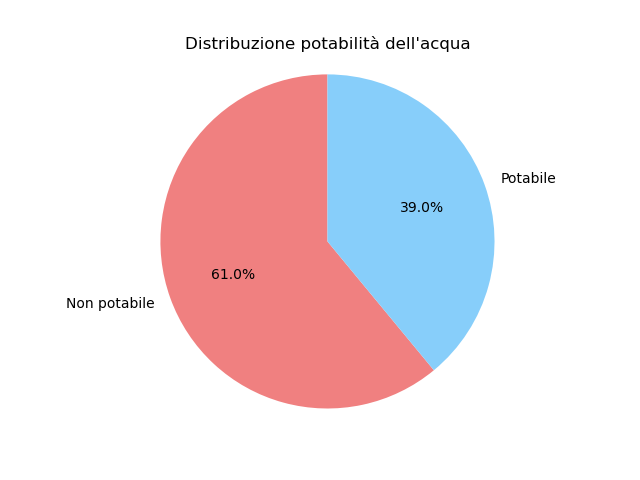 Distribuzione potabilità dell'acqua
Potabile
39.0%
61.0%
Non potabile